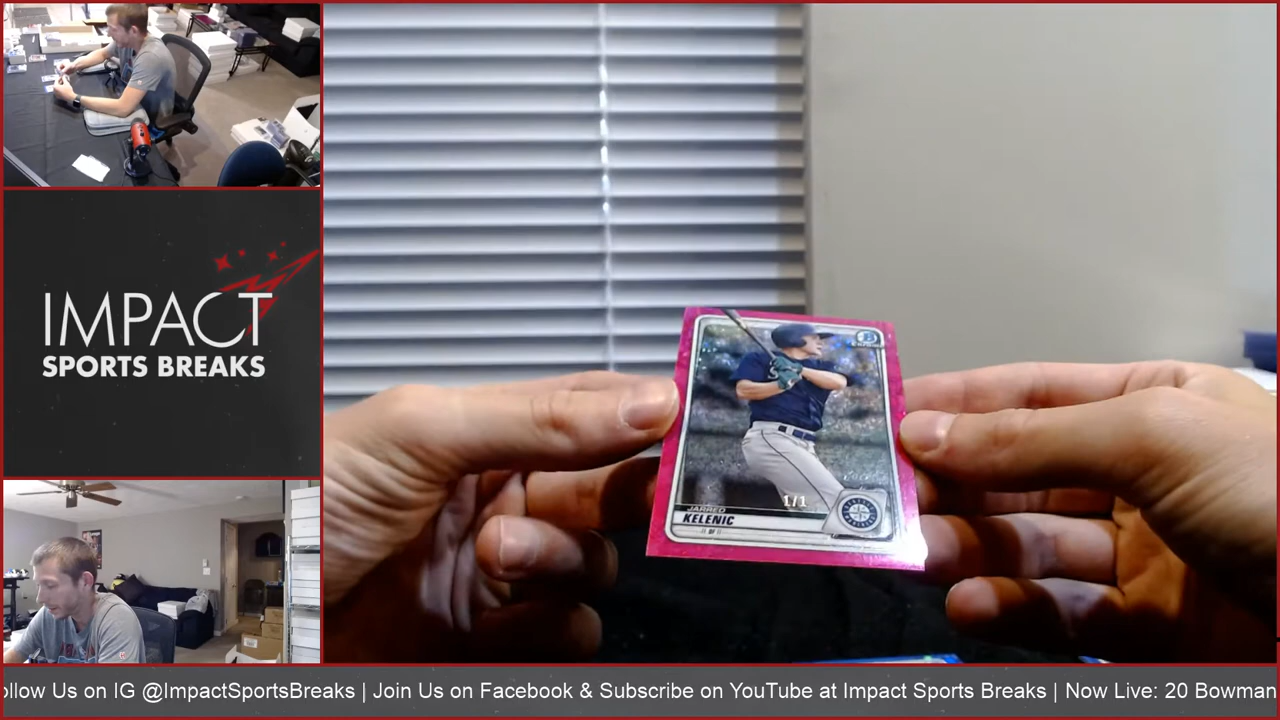 IMPACT
SPORTS BREAKS
1/1
JARRED
KELENIC
OF
ollow Us on IG @ImpactSportsBreaks | Join Us on Facebook & Subscribe on YouTube at Impact Sports Breaks | Now Live: 20 Bowman